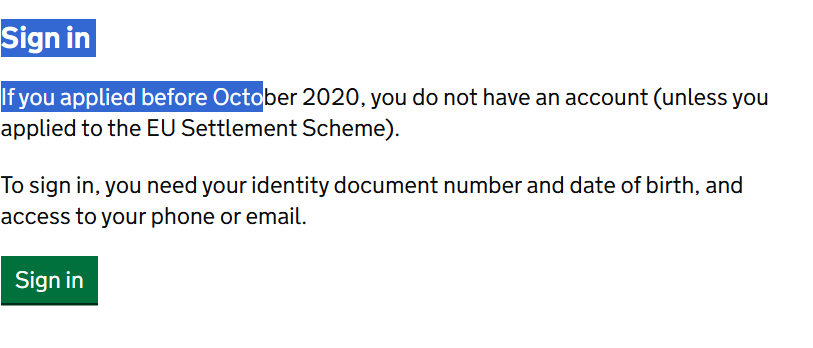 Sign in
If you applied before October 2020, you do not have an account (unless you
applied to the EU Settlement Scheme).
To sign in, you need your identity document number and date of birth, and
access to your phone or email.
Sign in